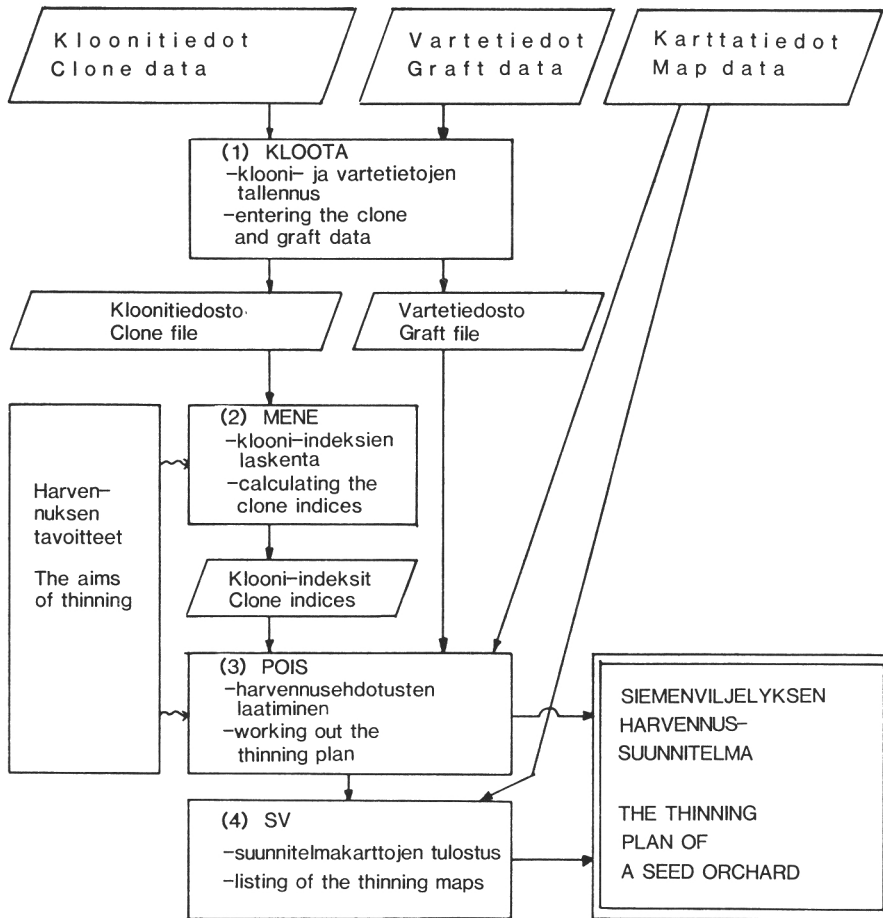 Kloonitiedot
Clone data
Vartetiedot
Graft data
Karttatiedot
Map data
(1) KLOOTA
–klooni– ja vartetietojen
tallennus
–entering the clone
and graft data
Kloonitiedosto
Clone file
Vartetiedosto
Graft file
Harven–
nuksen
tavoitteet
The aims
of thinning
(2) MENE
–klooni–indeksien
laskenta
–calculating the
clone indices
Klooni–indeksit
Clone indices
(3) POIS
–harvennusehdotusten
laatiminen
–working out the
thinning plan
(4) SV
–suunnitelmakarttojen tulostus
–listing of the thinning maps
SIEMENVILJELYKSEN
HARVENNUS–
SUUNNITELMA
THE THINNING
PLAN OF
A SEED ORCHARD